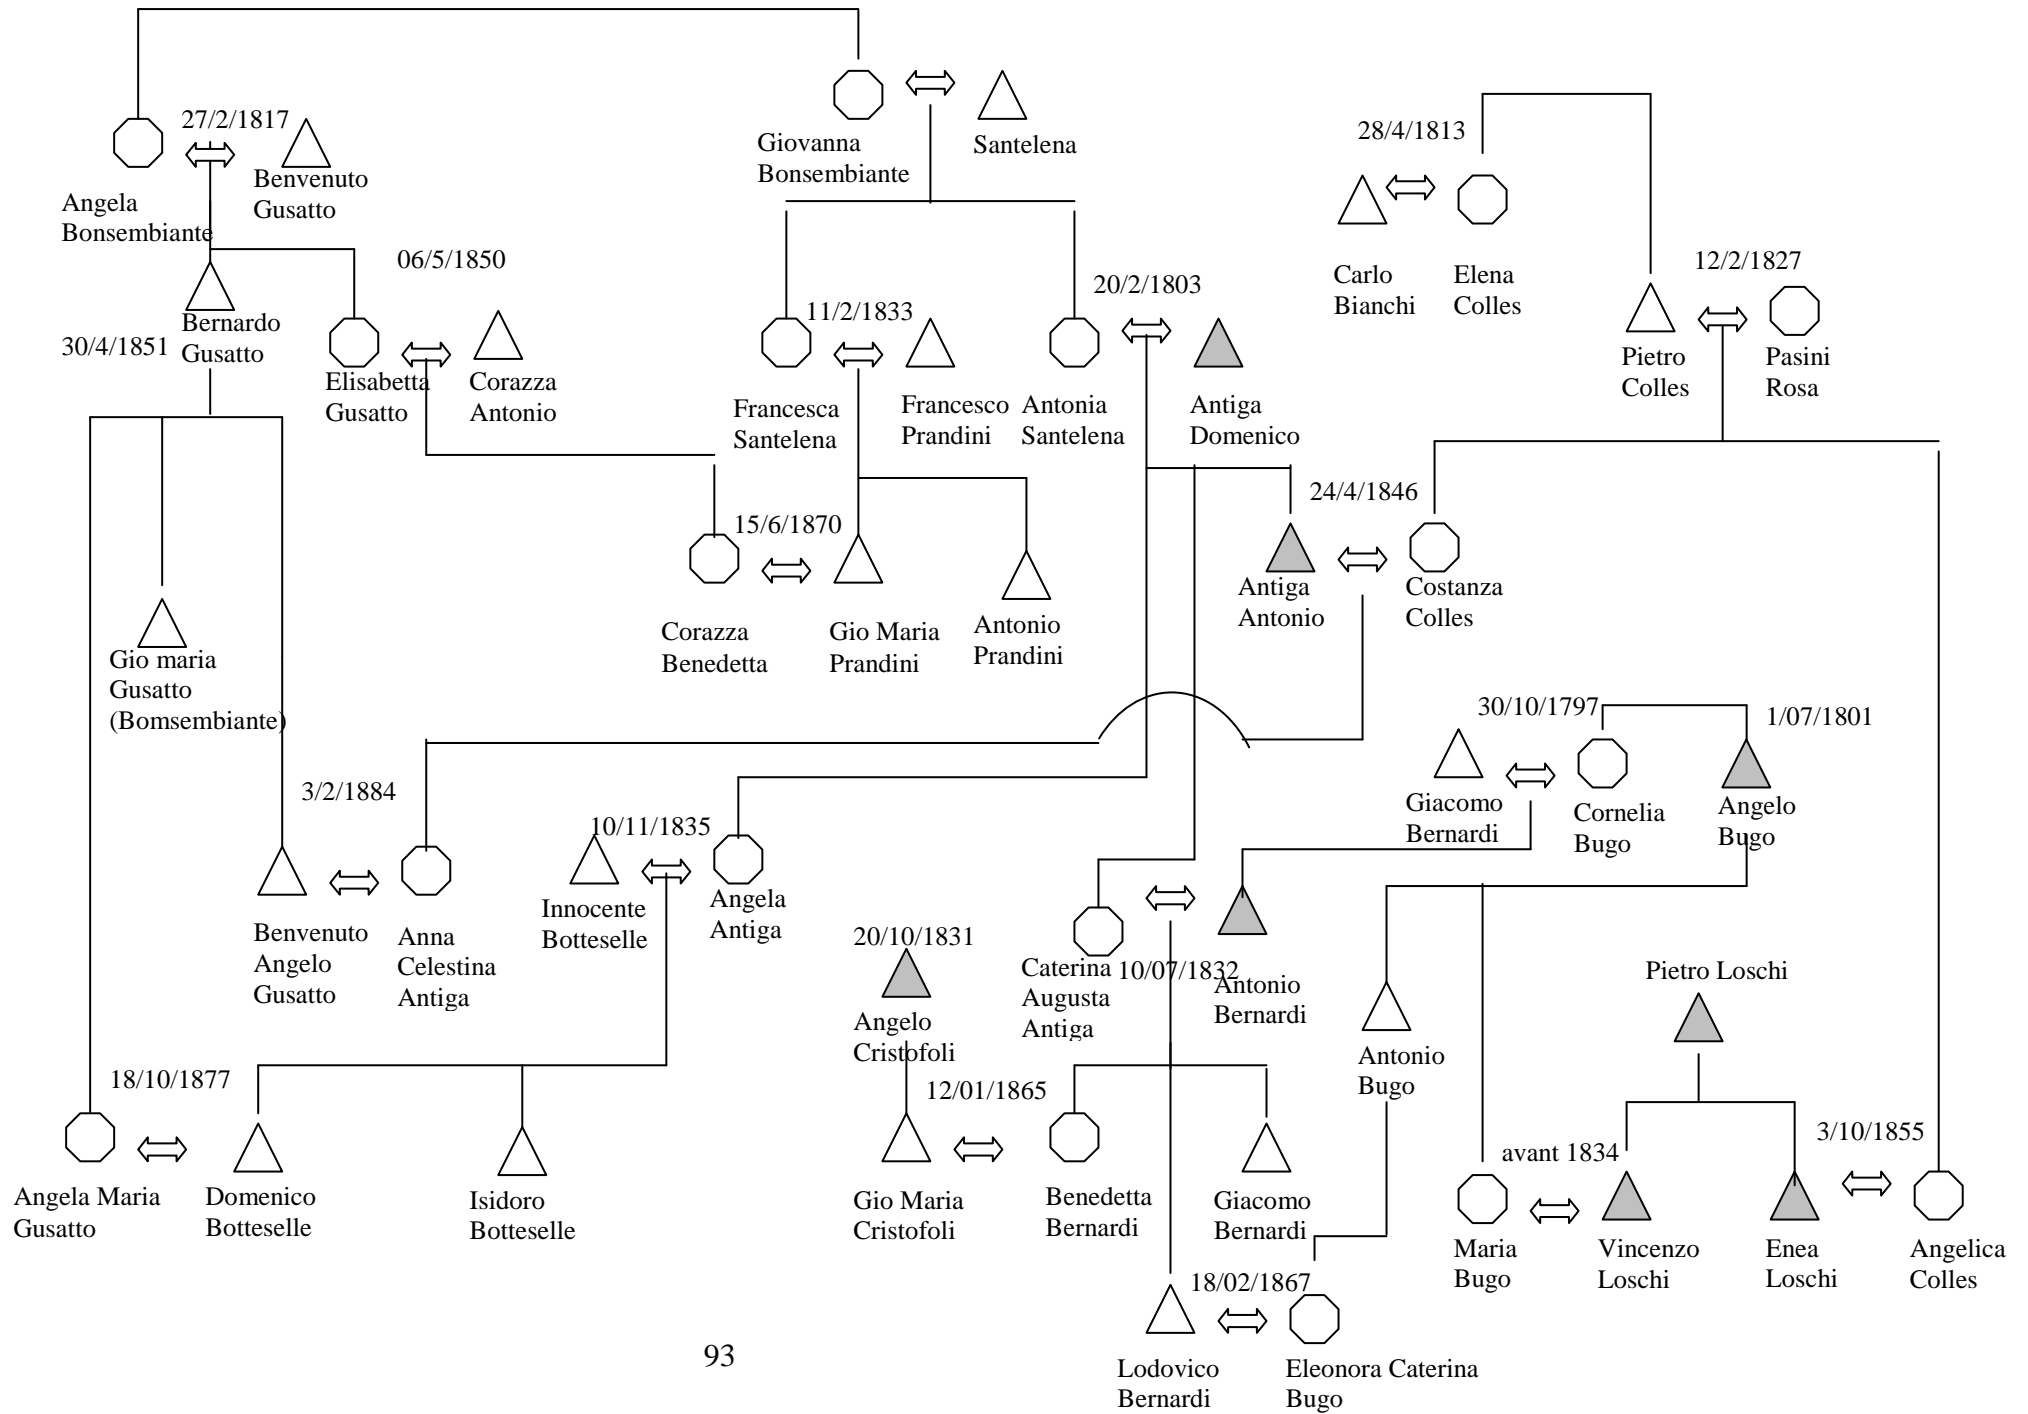 27/2/1817
Benvenuto
Gusatto
Angela
Bonsembiante
Giovanna
Bonsembiante
Santelena
28/4/1813
Carlo
Bianchi
Elena
Colles
12/2/1827
Pietro
Colles
Pasini
Rosa
30/4/1851
Bernardo
Gusatto
06/5/1850
Elisabetta
Gusatto
Corazza
Antonio
11/2/1833
Francesca
Santelena
Francesco
Prandini
20/2/1803
Antonia
Santelena
Antiga
Domenico
15/6/1870
Corazza
Benedetta
Gio Maria
Prandini
Antonio
Prandini
24/4/1846
Antiga
Antonio
Costanza
Colles
Gio maria
Gusatto
(Bomsembiante)
30/10/1797
1/07/1801
Giacomo
Bernardi
Cornelia
Bugo
Angelo
Bugo
3/2/1884
Benvenuto
Angelo
Gusatto
Anna
Celestina
Antiga
10/11/1835
Innocente
Botteselle
Angela
Antiga
20/10/1831
Angelo
Cristofoli
Caterina
Augusta
Antiga
10/07/1832
Antonio
Bernardi
Antonio
Bugo
Pietro Loschi
18/10/1877
Angela Maria
Gusatto
Domenico
Botteselle
Isidoro
Botteselle
12/01/1865
Gio Maria
Cristofoli
Benedetta
Bernardi
Giacomo
Bernardi
avant 1834
Maria
Bugo
Vincenzo
Loschi
3/10/1855
Enea
Loschi
Angelica
Colles
18/02/1867
Lodovico
Bernardi
Eleonora Caterina
Bugo
93